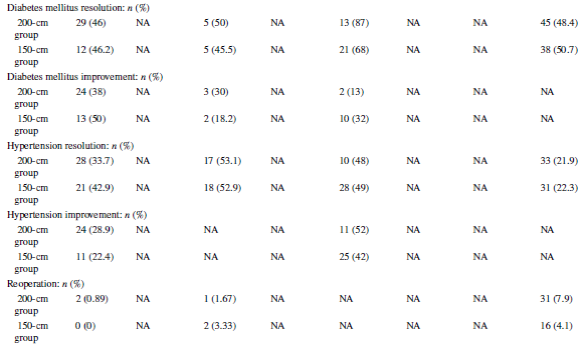 Diabetes mellitus resolution: n (%)
200-cm group 29 (46) NA 5 (50) NA 13 (87) NA NA 45 (48.4)
150-cm group 12 (46.2) NA 5 (45.5) NA 21 (68) NA NA 38 (50.7)
Diabetes mellitus improvement: n (%)
200-cm group 24 (38) NA 3 (30) NA 2 (13) NA NA NA
150-cm group 13 (50) NA 2 (18.2) NA 10 (32) NA NA NA
Hypertension resolution: n (%)
200-cm group 28 (33.7) NA 17 (53.1) NA 10 (48) NA NA 33 (21.9)
150-cm group 21 (42.9) NA 18 (52.9) NA 28 (49) NA NA 31 (22.3)
Hypertension improvement: n (%)
200-cm group 24 (28.9) NA NA NA 11 (52) NA NA NA
150-cm group 11 (22.4) NA NA NA 25 (42) NA NA NA
Reoperation: n (%)
200-cm group 2 (0.89) NA 1 (1.67) NA NA NA NA 31 (7.9)
150-cm group 0 (0) NA 2 (3.33) NA NA NA NA 16 (4.1)